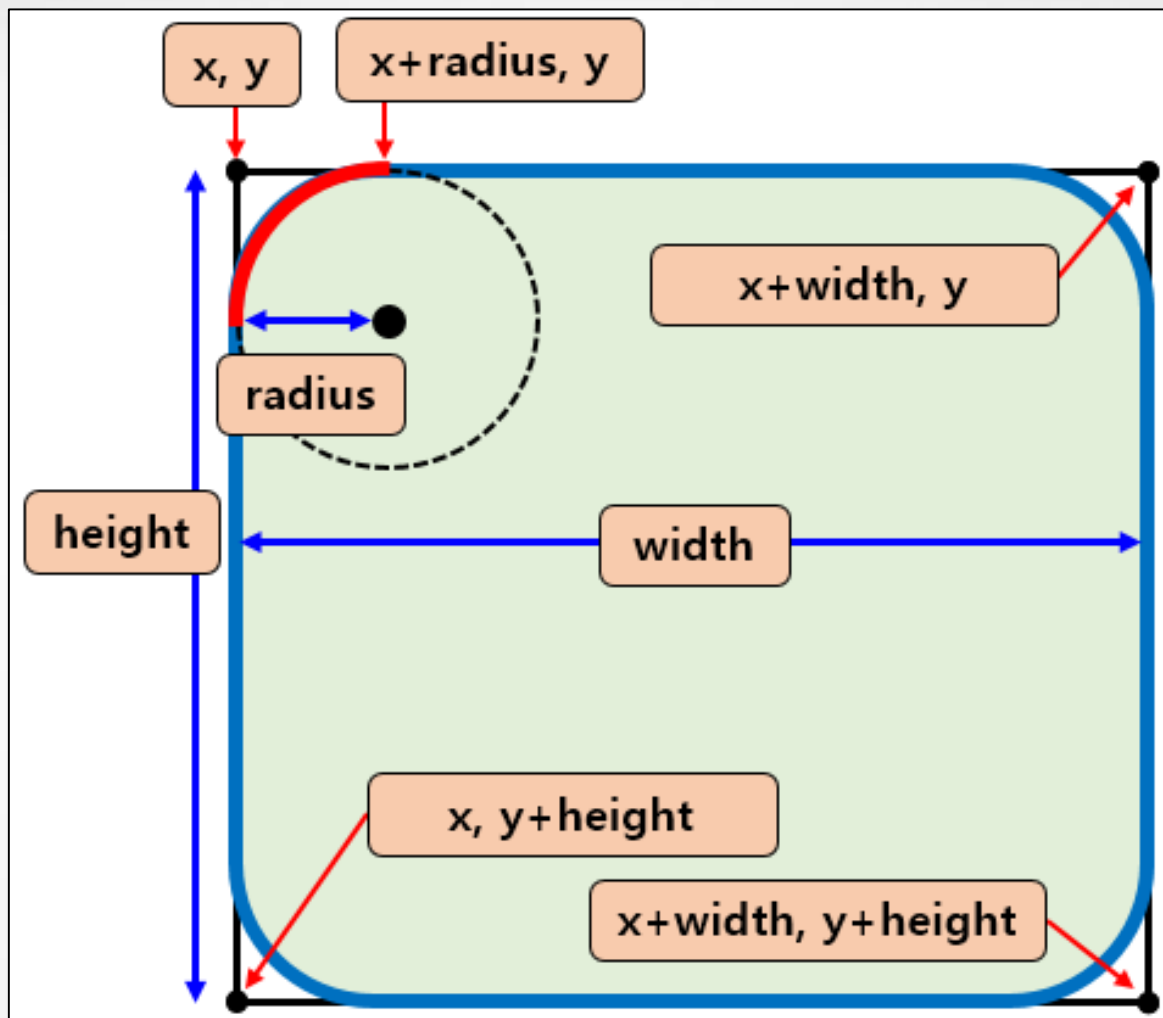 x, y
x+radius, y
x+width, y
radius
height
width
x, y+height
x+width, y+height